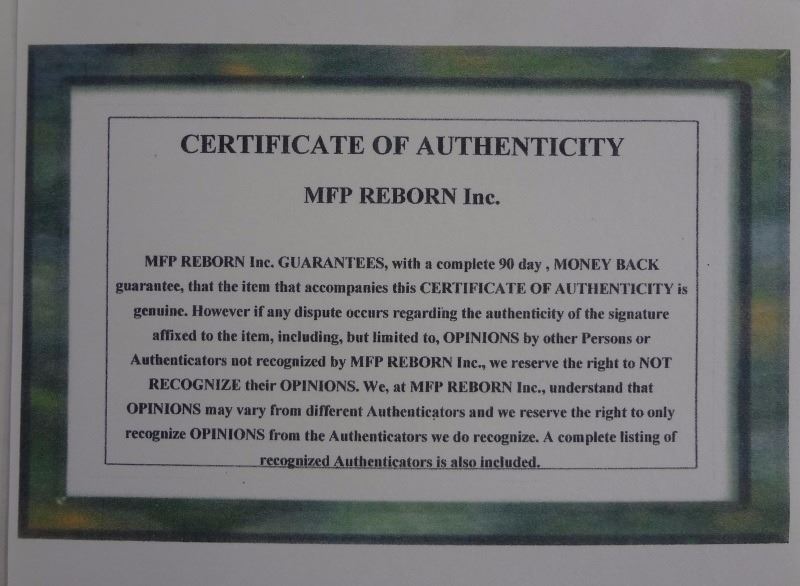 CERTIFICATE OF AUTHENTICITY
MFP REBORN Inc.
MFP REBORN Inc. GUARANTEES, with a complete 90 day , MONEY BACK
guarantee, that the item that accompanies this CERTIFICATE OF AUTHENTICITY is
genuine. However if any dispute occurs regarding the authenticity of the signature
affixed to the item, including, but limited to, OPINIONS by other Persons or
Authenticators not recognized by MFP REBORN Inc., we reserve the right to NOT
RECOGNIZE their OPINIONS. We, at MFP REBORN Inc., understand that
OPINIONS may vary from different Authenticators and we reserve the right to only
recognize OPINIONS from the Authenticators we do recognize. A complete listing of
recognized Authenticators is also included.